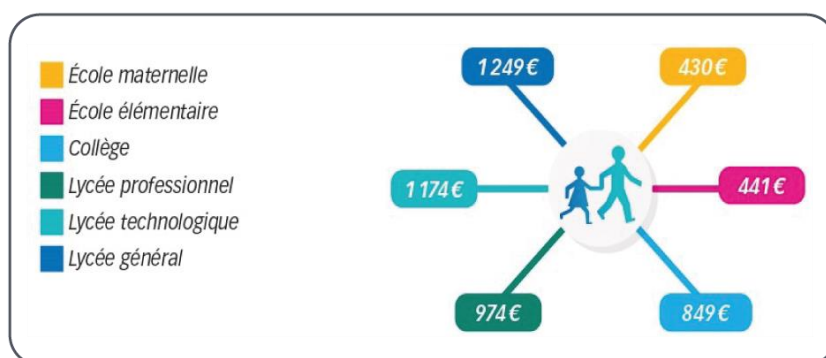 École maternelle
École élémentaire
Collège
Lycée professionnel
Lycée technologique
Lycée général
1 249 €
430 €
1 174 €
441 €
974 €
849 €